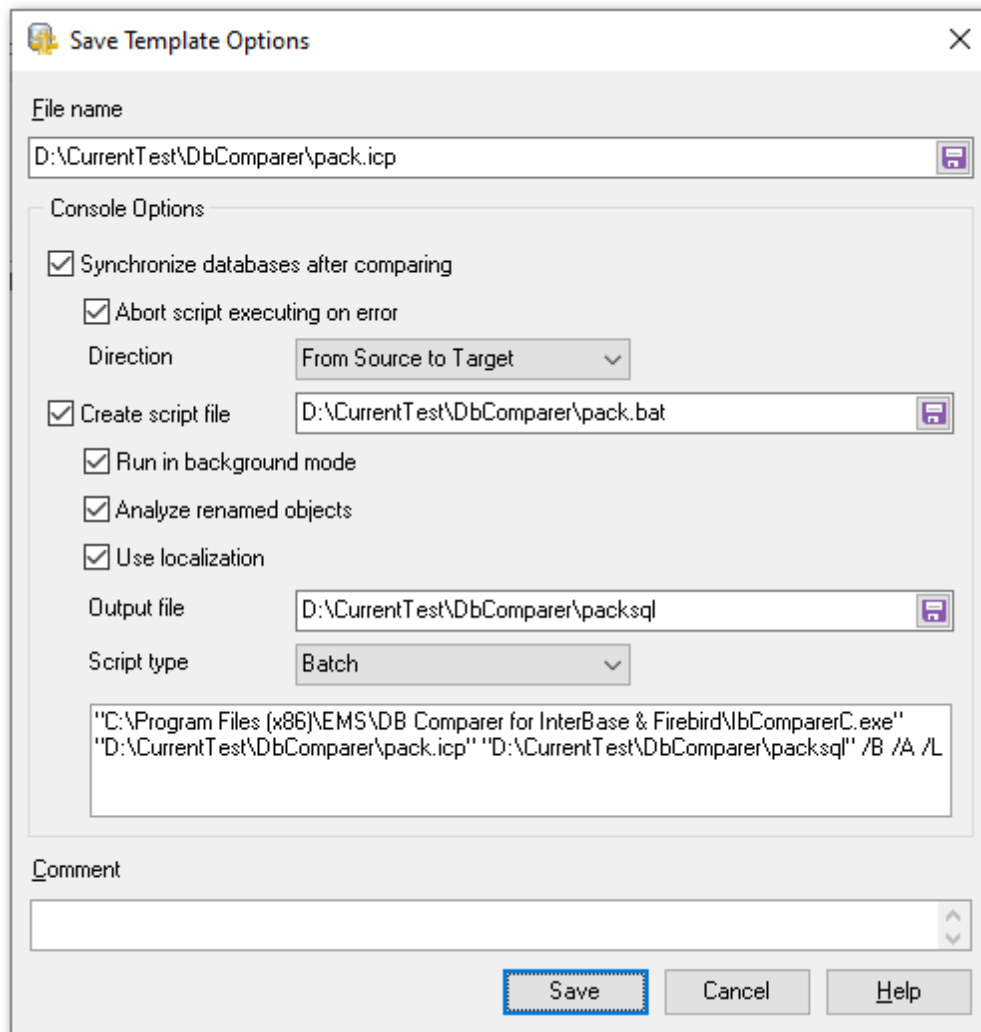 Save Template Options
File name
D:\CurrentTest\DbComparer\pack.icp
Console Options
Synchronize databases after comparing
Abort script executing on error
Direction From Source to Target
Create script file D:\CurrentTest\DbComparer\pack.bat
Run in background mode
Analyze renamed objects
Use localization
Output file D:\CurrentTest\DbComparer\packsql
Script type Batch
"C:\Program Files (x86)\EMS\DB Comparer for InterBase & Firebird\IbComparerC.exe"
"D:\CurrentTest\DbComparer\pack.icp" "D:\CurrentTest\DbComparer\packsql" /B /A /L
Comment
Save Cancel Help